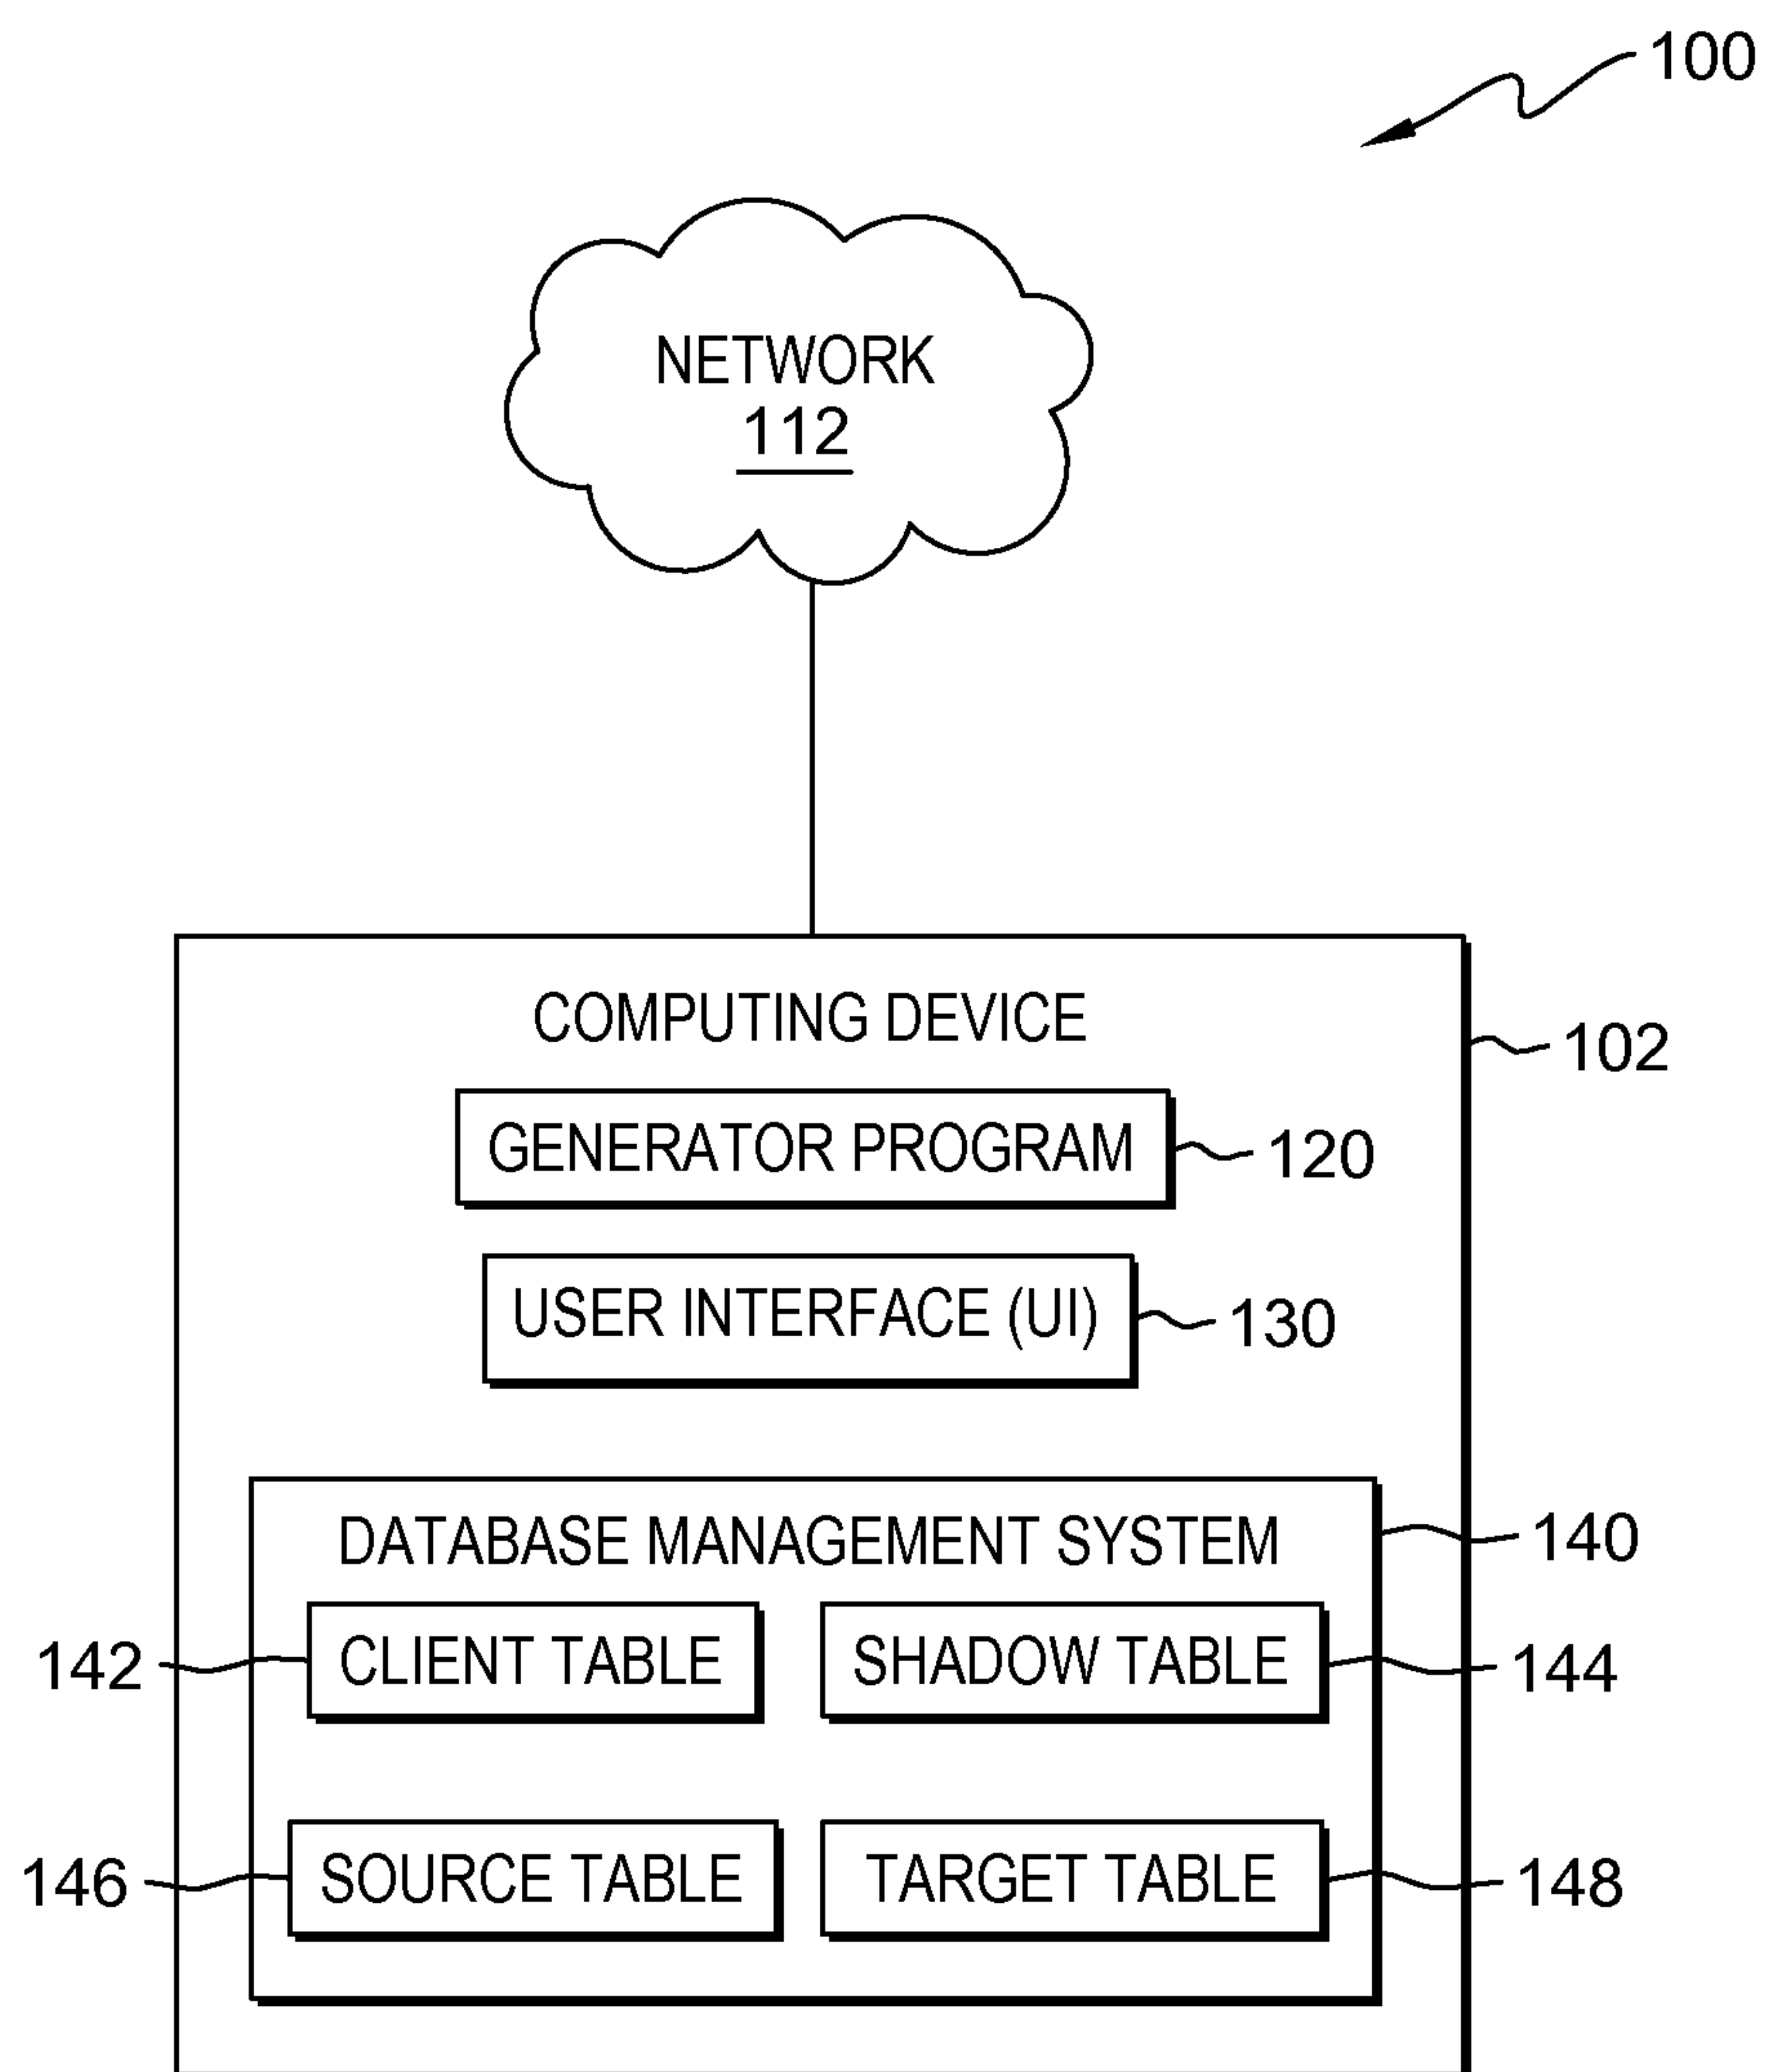 100
NETWORK
112
COMPUTING DEVICE
102
GENERATOR PROGRAM
120
USER INTERFACE (UI)
130
DATABASE MANAGEMENT SYSTEM
140
142
CLIENT TABLE
SHADOW TABLE
144
146
SOURCE TABLE
TARGET TABLE
148